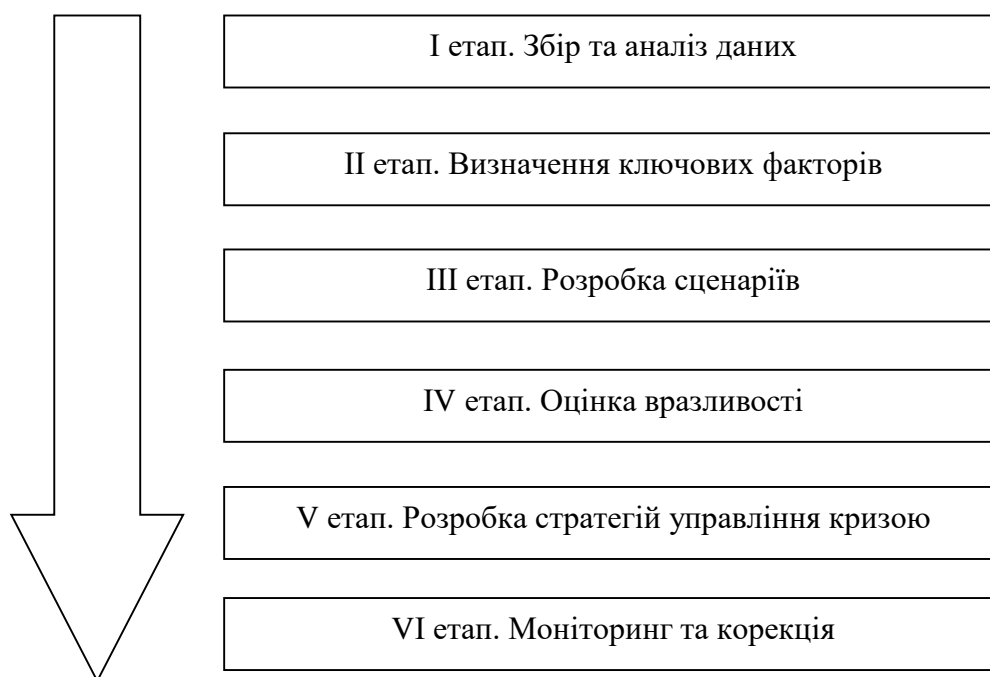 I етап. Збір та аналіз даних
II етап. Визначення ключових факторів
III етап. Розробка сценаріїв
IV етап. Оцінка вразливості
V етап. Розробка стратегій управління кризою
VI етап. Моніторинг та корекція